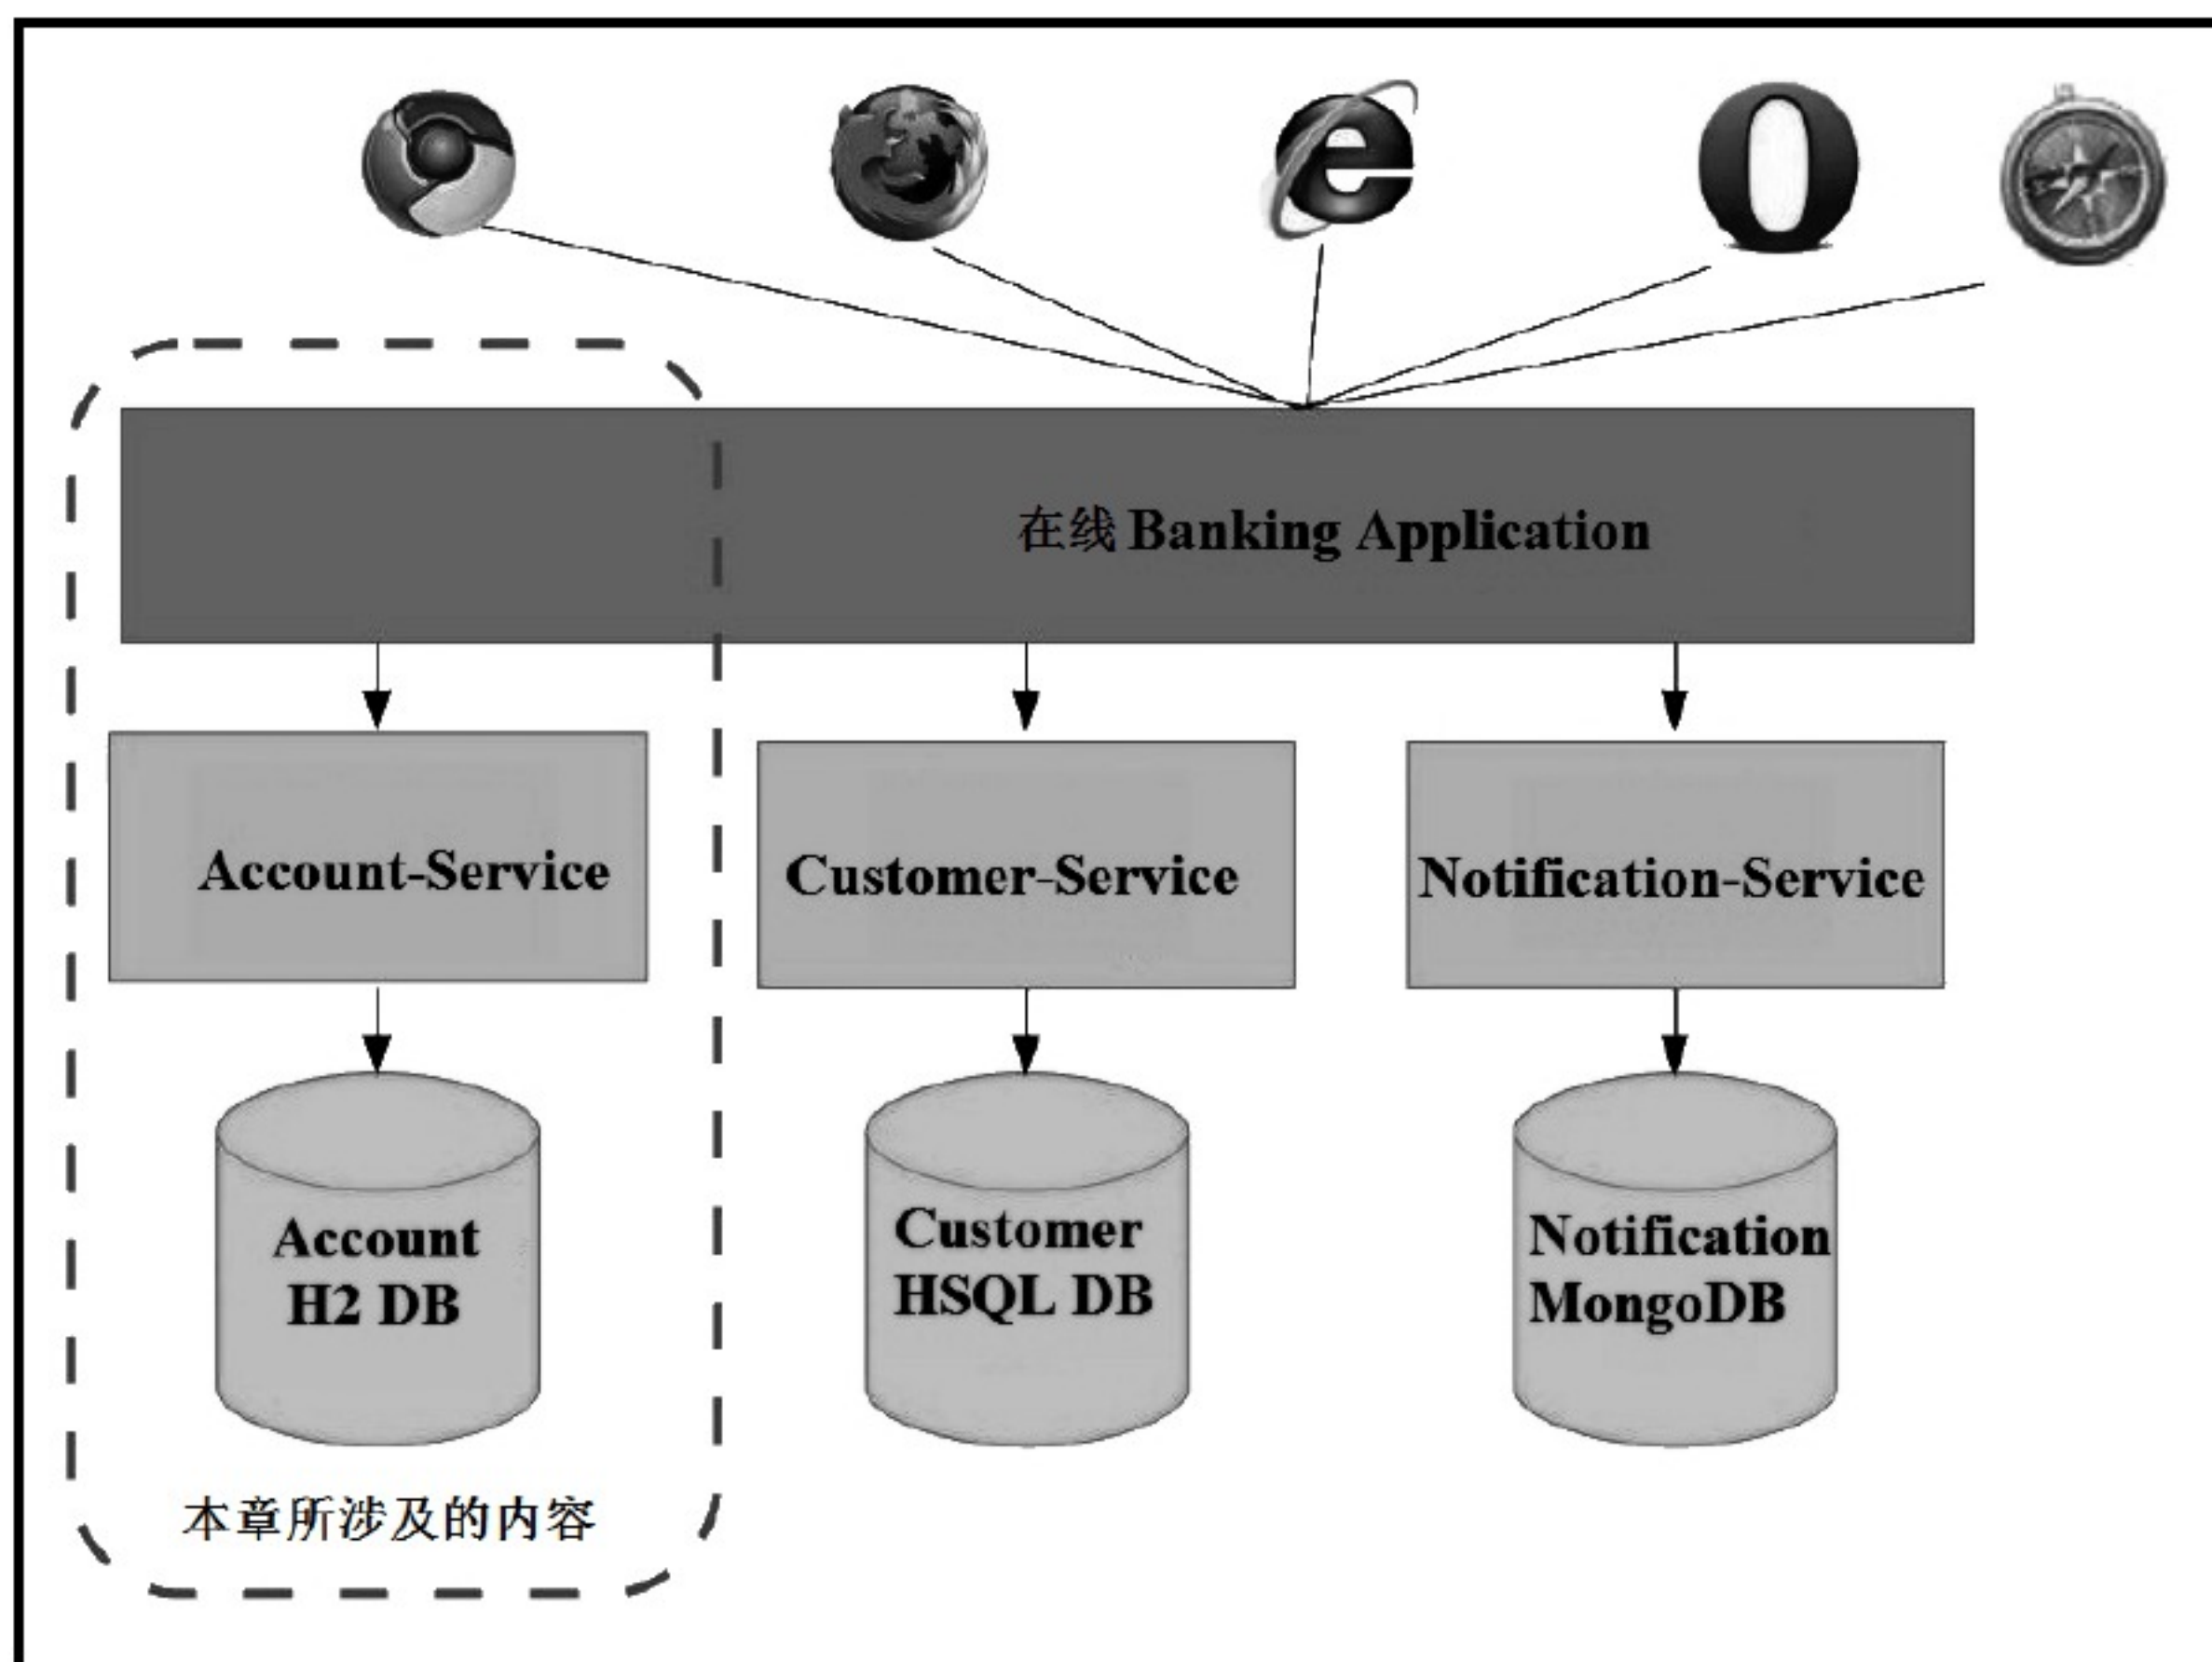 在线 Banking Application
Account-Service
Customer-Service
Notification-Service
Account
H2 DB
Customer
HSQL DB
Notification
MongoDB
本章所涉及的内容